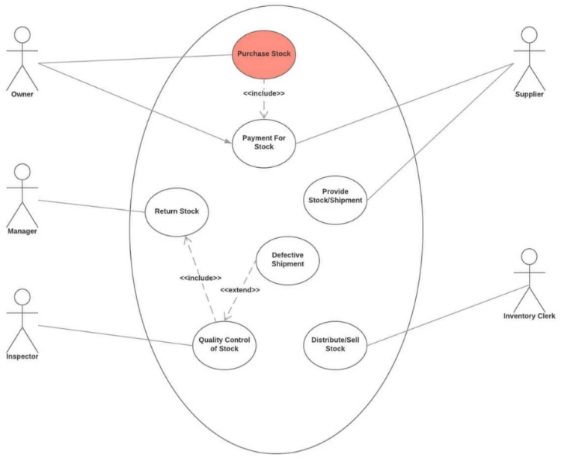 Purchase Stock
Owner
Supplier
<<include>>
Payment For
Stock
Provide
Stock/Shipment
Return Stock
Manager
Defective
Shipment
<<include>>
<<extend>>
Inventory Clerk
Quality Control
of Stock
Distribute/Sell
Stock
Inspector